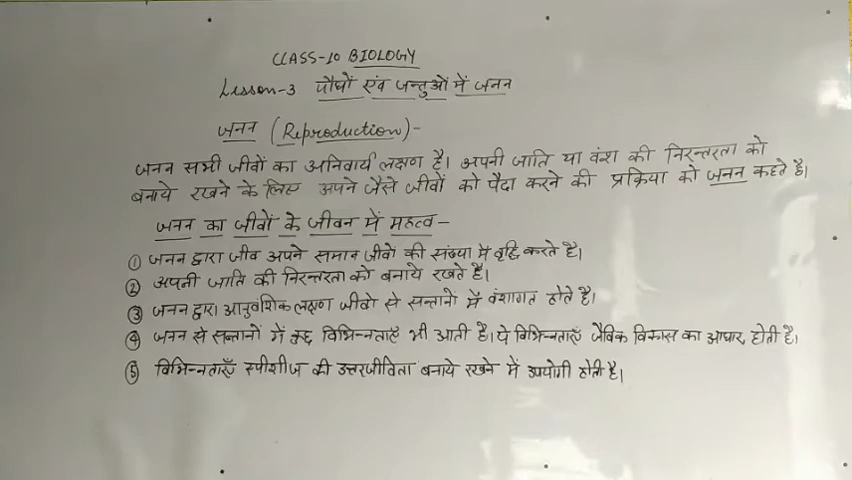 CLASS-10 BIOLOGY
Lesson-3 पौधों एंव जन्तुओं में जनन
जनन (Reproduction)-
जनन सभी जीवों का अनिवार्य लक्षण है। अपनी जाति या वंश की निरन्तरता को
बनाये रखने के लिए अपने जैसे जीवों को पैदा करने की प्रक्रिया को जनन कहते है।
जनन का जीवों के जीवन में महत्व-
① जनन द्वारा जीव अपने समान जीवों की संख्या में वृद्धि करते है।
② अपनी जाति की निरन्तरता को बनाये रखते है।
③ जनन द्वारा आनुवंशिक लक्षण जीवों से सन्तानों में वंशागत होते है।
④ जनन से सन्तानों में कुछ विभिन्नताएँ भी आती है। ये विभिन्नताएँ जैविक विकास का आधार होती है।
⑤ विभिन्नताएँ स्पीशीज की उत्तरजीविता बनाये रखने में उपयोगी होती है।